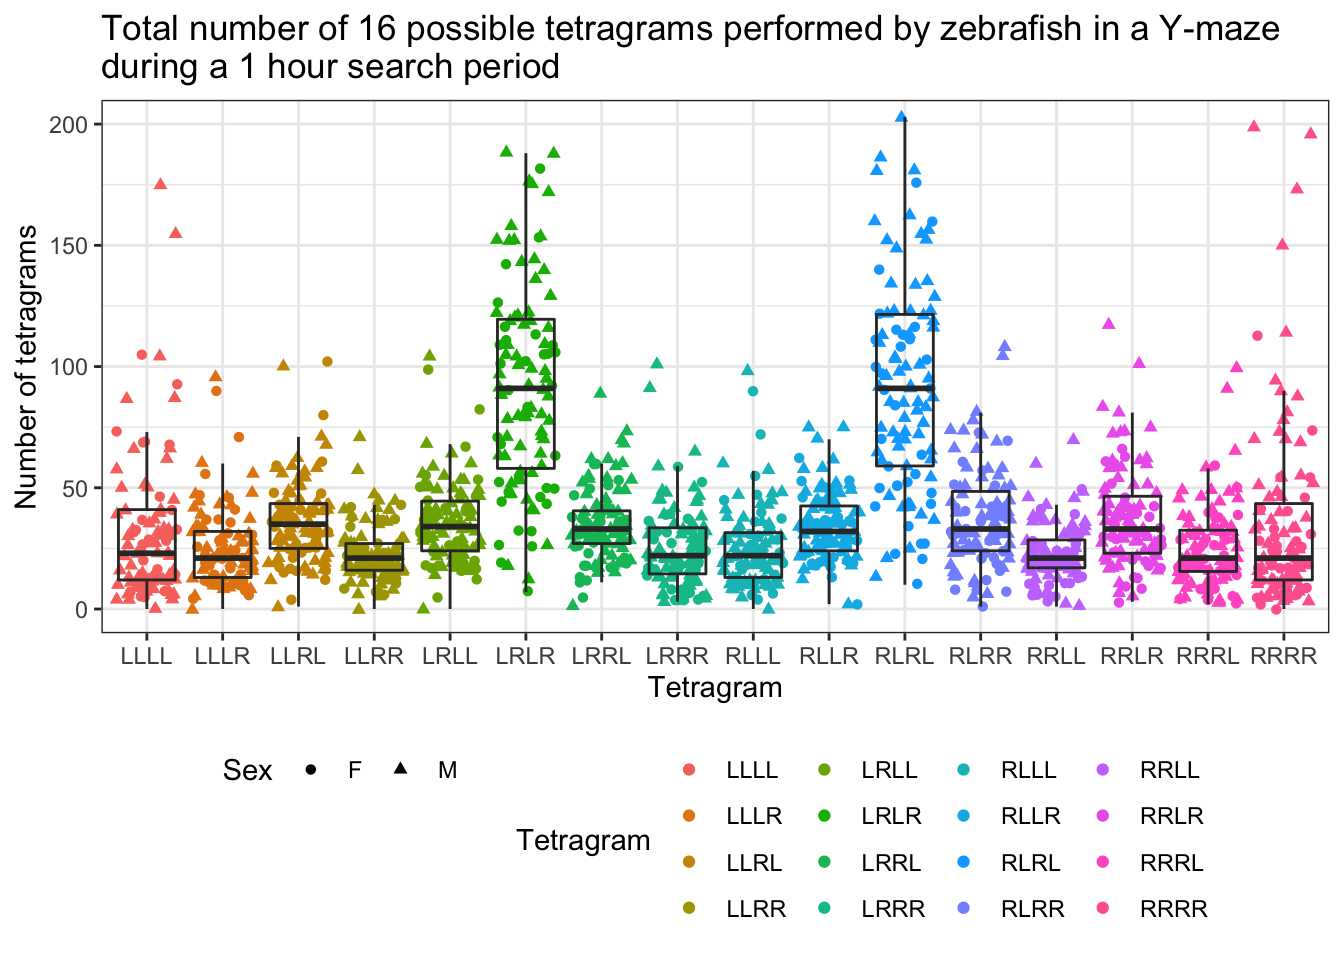 Total number of 16 possible tetragrams performed by zebrafish in a Y-maze
during a 1 hour search period
Number of tetragrams
200
150
100
50
0
LLLL LLLR LLRL LLRR LRLL LRLR LRRL LRRR RLLL RLLR RLRL RLRR RRLL RRLR RRRL RRRR
Tetragram
Sex F M
Tetragram
LLLL LRLL RLLL RRLL
LLLR LRLR RLLR RRLR
LLRL LRRL RLRL RRRL
LLRR LRRR RLRR RRRR